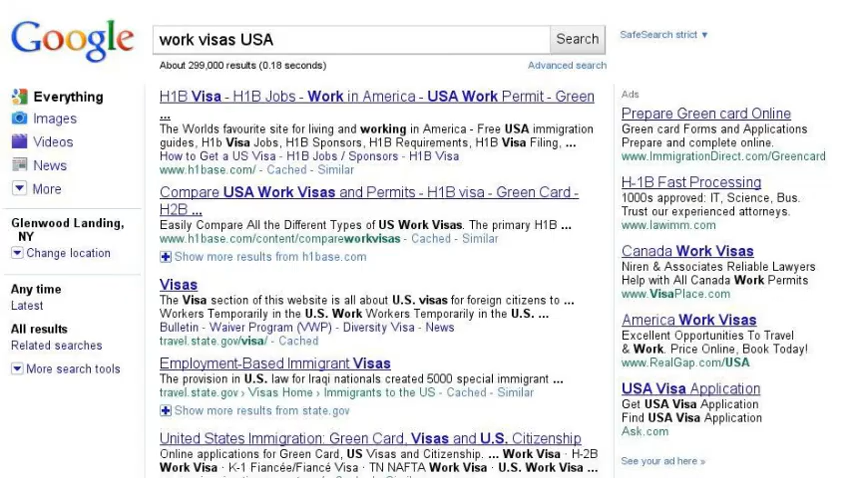 Google
work visas USA
Search
SafeSearch strict ▼
About 299,000 results (0.18 seconds)
Advanced search
Everything
Images
Videos
News
More
Glenwood Landing,
NY
Change location
Any time
Latest
All results
Related searches
More search tools
H1B Visa - H1B Jobs - Work in America - USA Work Permit - Green
...
The Worlds favourite site for living and working in America - Free USA immigration
guides, H1b Visa Jobs, H1B Sponsors, H1B Requirements, H1B Visa Filing, ...
How to Get a US Visa - H1B Jobs / Sponsors - H1B Visa
www.h1base.com/ - Cached - Similar
Compare USA Work Visas and Permits - H1B visa - Green Card -
H2B ...
Easily Compare All the Different Types of US Work Visas. The primary H1B ...
www.h1base.com/content/compareworkvisas - Cached - Similar
Show more results from h1base.com
Visas
The Visa section of this website is all about U.S. visas for foreign citizens to ...
Workers Temporarily in the U.S. Work Workers Temporarily in the U.S. ...
Bulletin - Waiver Program (VWP) - Diversity Visa - News
travel.state.gov/visa/ - Cached
Employment-Based Immigrant Visas
The provision in U.S. law for Iraqi nationals created 5000 special immigrant ...
travel.state.gov › Visas Home › Immigrants to the US - Cached - Similar
Show more results from state.gov
United States Immigration: Green Card, Visas and U.S. Citizenship
Online applications for Green Card, US Visas and Citizenship. ... Work Visa · H-2B
Work Visa · K-1 Fiancée/Fiancé Visa · TN NAFTA Work Visa · U.S. Work Visa ...
Ads
Prepare Green card Online
Green card Forms and Applications
Prepare and complete online.
www.ImmigrationDirect.com/Greencard
H-1B Fast Processing
1000s approved: IT, Science, Bus.
Trust our experienced attorneys.
www.lawimm.com
Canada Work Visas
Niren & Associates Reliable Lawyers
Help with All Canada Work Permits
www.VisaPlace.com
America Work Visas
Excellent Opportunities To Travel
& Work. Price Online, Book Today!
www.RealGap.com/USA
USA Visa Application
Get USA Visa Application
Find USA Visa Application
Ask.com
See your ad here »